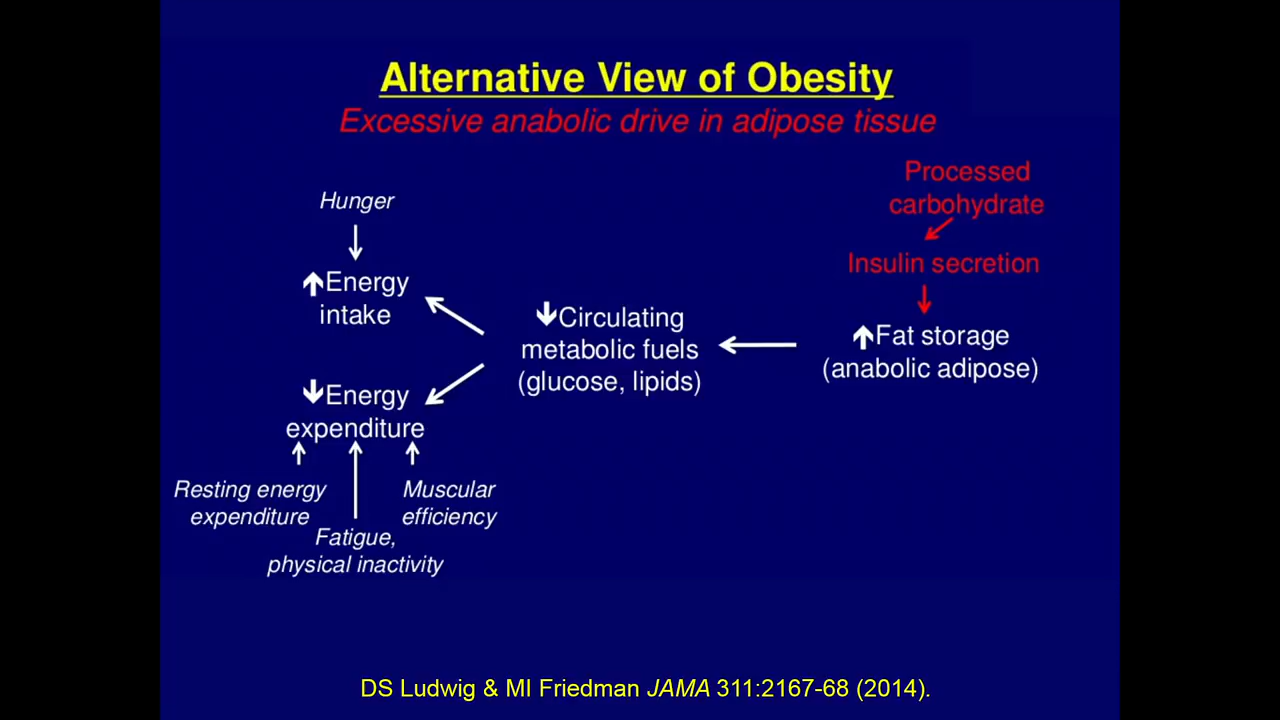 Alternative View of Obesity
Excessive anabolic drive in adipose tissue
Processed
carbohydrate
Insulin secretion
Hunger
🡹Energy
intake
🡻Circulating
metabolic fuels
(glucose, lipids)
🡹Fat storage
(anabolic adipose)
🡻Energy
expenditure
Resting energy
expenditure
Fatigue,
physical inactivity
Muscular
efficiency
DS Ludwig & MI Friedman JAMA 311:2167-68 (2014).